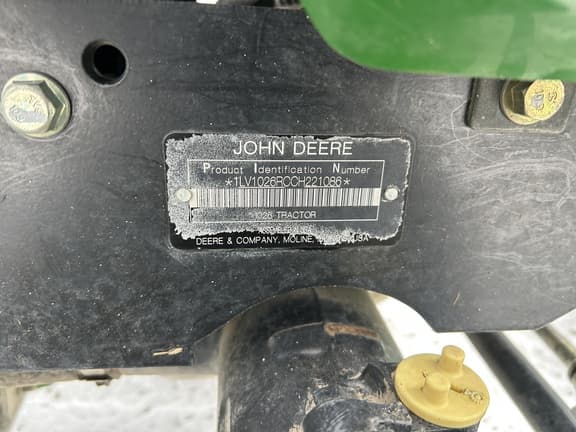 JOHN DEERE
Product Identification Number
*1LV1026RCCH221086*
1026 TRACTOR
DEERE & COMPANY, MOLINE, USA